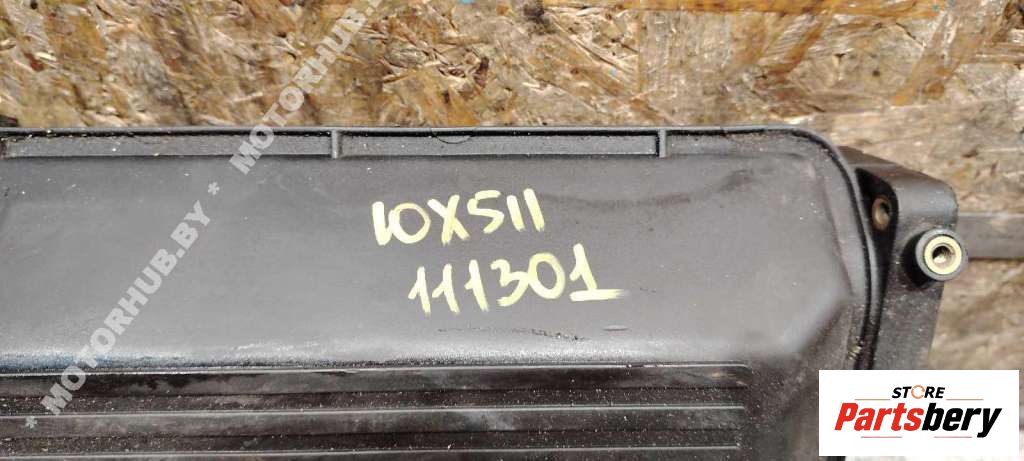 * MOTORHUB.BY * MOTORHUB.BY
10X511
111301
STORE
Partsbery